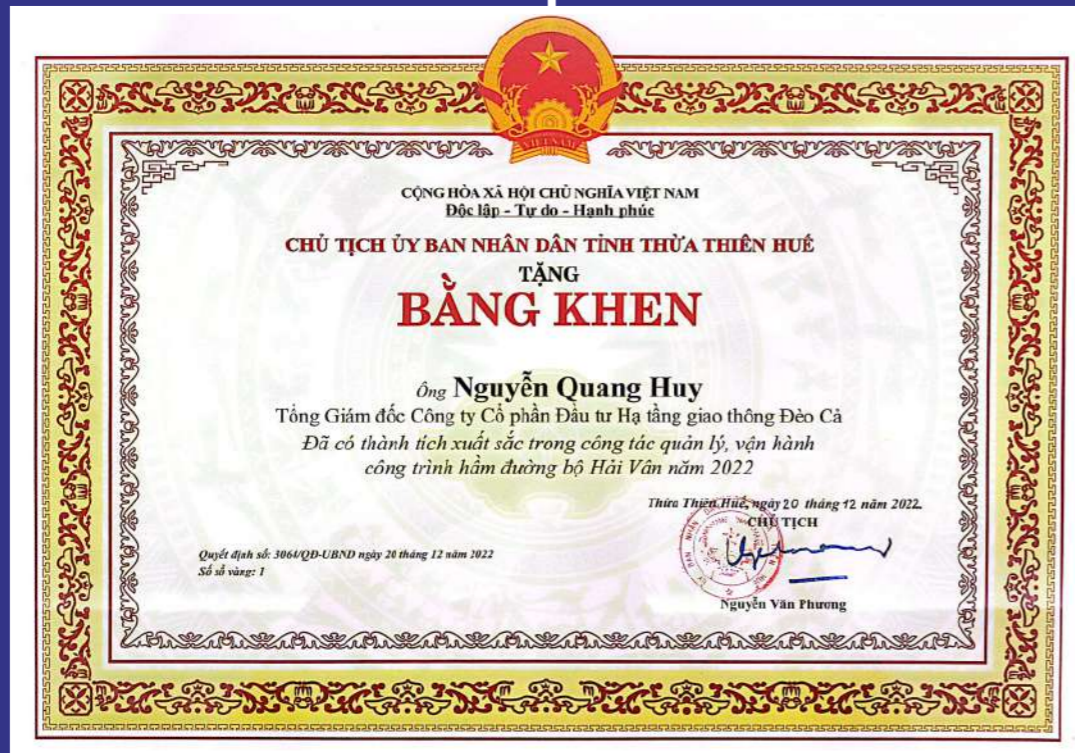 VIỆT NAM
CỘNG HÒA XÃ HỘI CHỦ NGHĨA VIỆT NAM
Độc lập - Tự do - Hạnh phúc
CHỦ TỊCH ỦY BAN NHÂN DÂN TỈNH THỪA THIÊN HUẾ
TẶNG
BẰNG KHEN
Ông Nguyễn Quang Huy
Tổng Giám đốc Công ty Cổ phần Đầu tư Hạ tầng giao thông Đèo Cả
Đã có thành tích xuất sắc trong công tác quản lý, vận hành
công trình hầm đường bộ Hải Vân năm 2022
Thừa Thiên Huế, ngày 20 tháng 12 năm 2022
CHỦ TỊCH
Quyết định số: 3064/QĐ-UBND ngày 20 tháng 12 năm 2022
Số sổ vàng: 1
Nguyễn Văn Phương